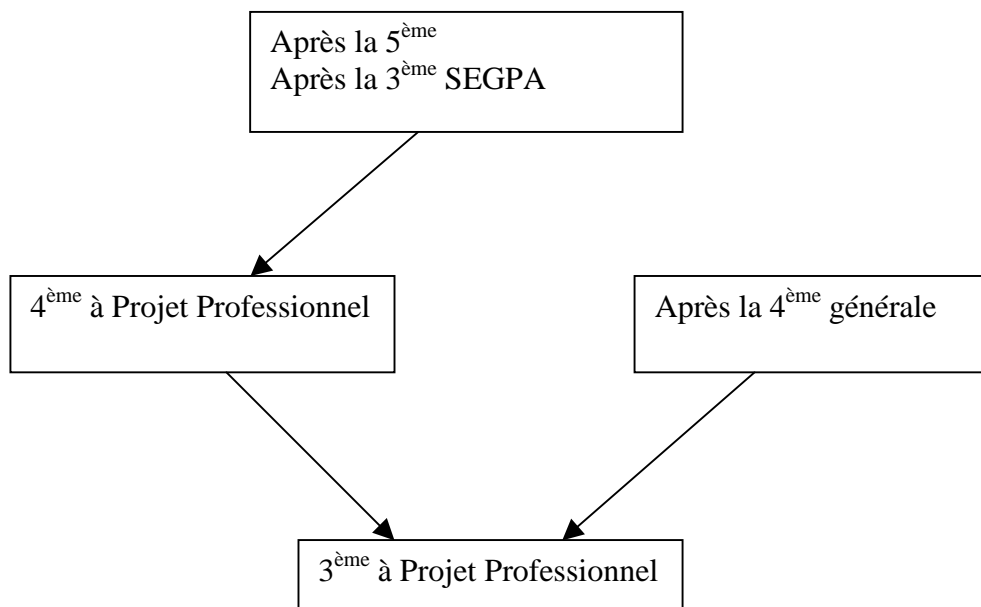 Après la 5ème
Après la 3ème SEGPA
4ème à Projet Professionnel
Après la 4ème générale
3ème à Projet Professionnel